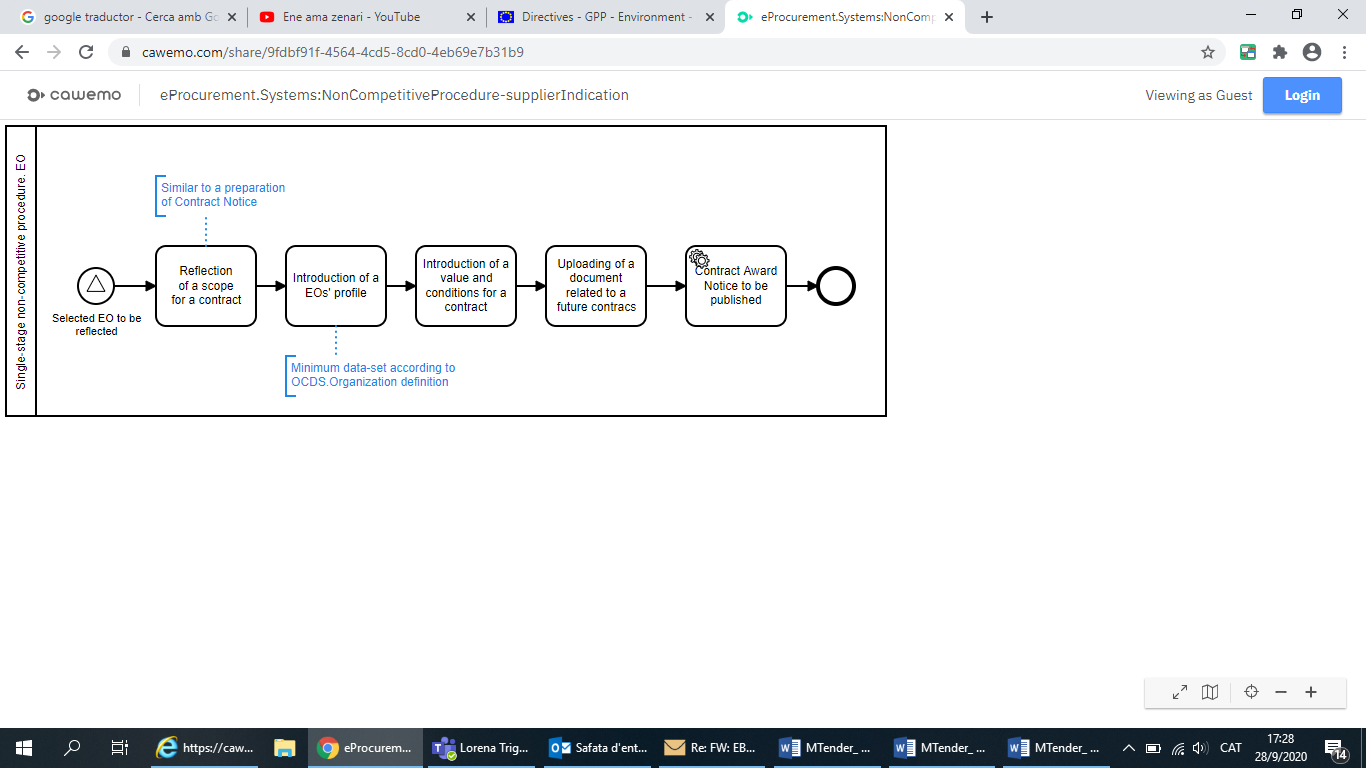 google traductor - Cerca amb Go
Ene ama zenari - YouTube
Directives - GPP - Environment -
eProcurement.Systems:NonComp
cawemo.com/share/9fdbf91f-4564-4cd5-8cd0-4eb69e7b31b9
cawemo
eProcurement.Systems:NonCompetitiveProcedure-supplierIndication
Viewing as Guest
Login
Single-stage non-competitive procedure. EO
Similar to a preparation
of Contract Notice
Selected EO to be
reflected
Reflection
of a scope
for a contract
Introduction of a
EOs' profile
Introduction of a
value and
conditions for a
contract
Uploading of a
document
related to a
future contracs
Contract Award
Notice to be
published
Minimum data-set according to
OCDS.Organization definition
https://caw...
eProcurem...
Lorena Trig...
Safata d'ent...
Re: FW: EB...
MTender_ ...
MTender_ ...
MTender_ ...
CAT
17:28
28/9/2020
14